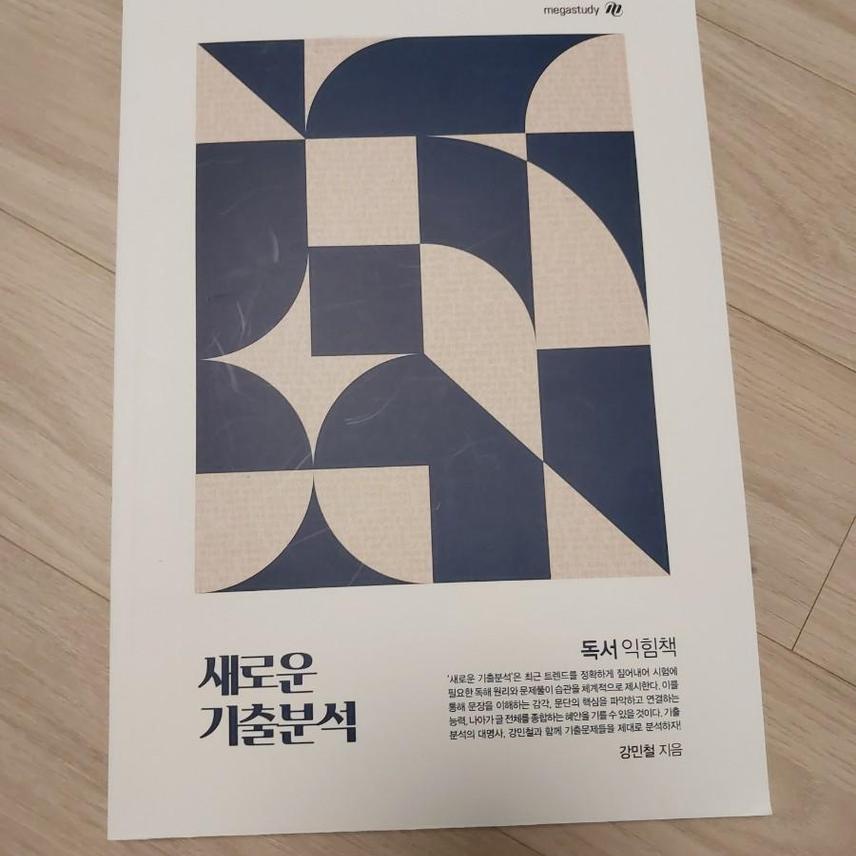 megastudy
새로운
기출분석
독서 익힘책
'새로운 기출분석'은 최근 트렌드를 정확하게 짚어내어 시험에
필요한 독해 원리와 문제풀이 습관을 체계적으로 제시한다. 이를
통해 문장을 이해하는 감각, 문단의 핵심을 파악하고 연결하는
능력, 나아가 글 전체를 종합하는 혜안을 기를 수 있을 것이다. 기출
분석의 대명사, 강민철과 함께 기출문제들을 제대로 분석하자!
강민철 지음